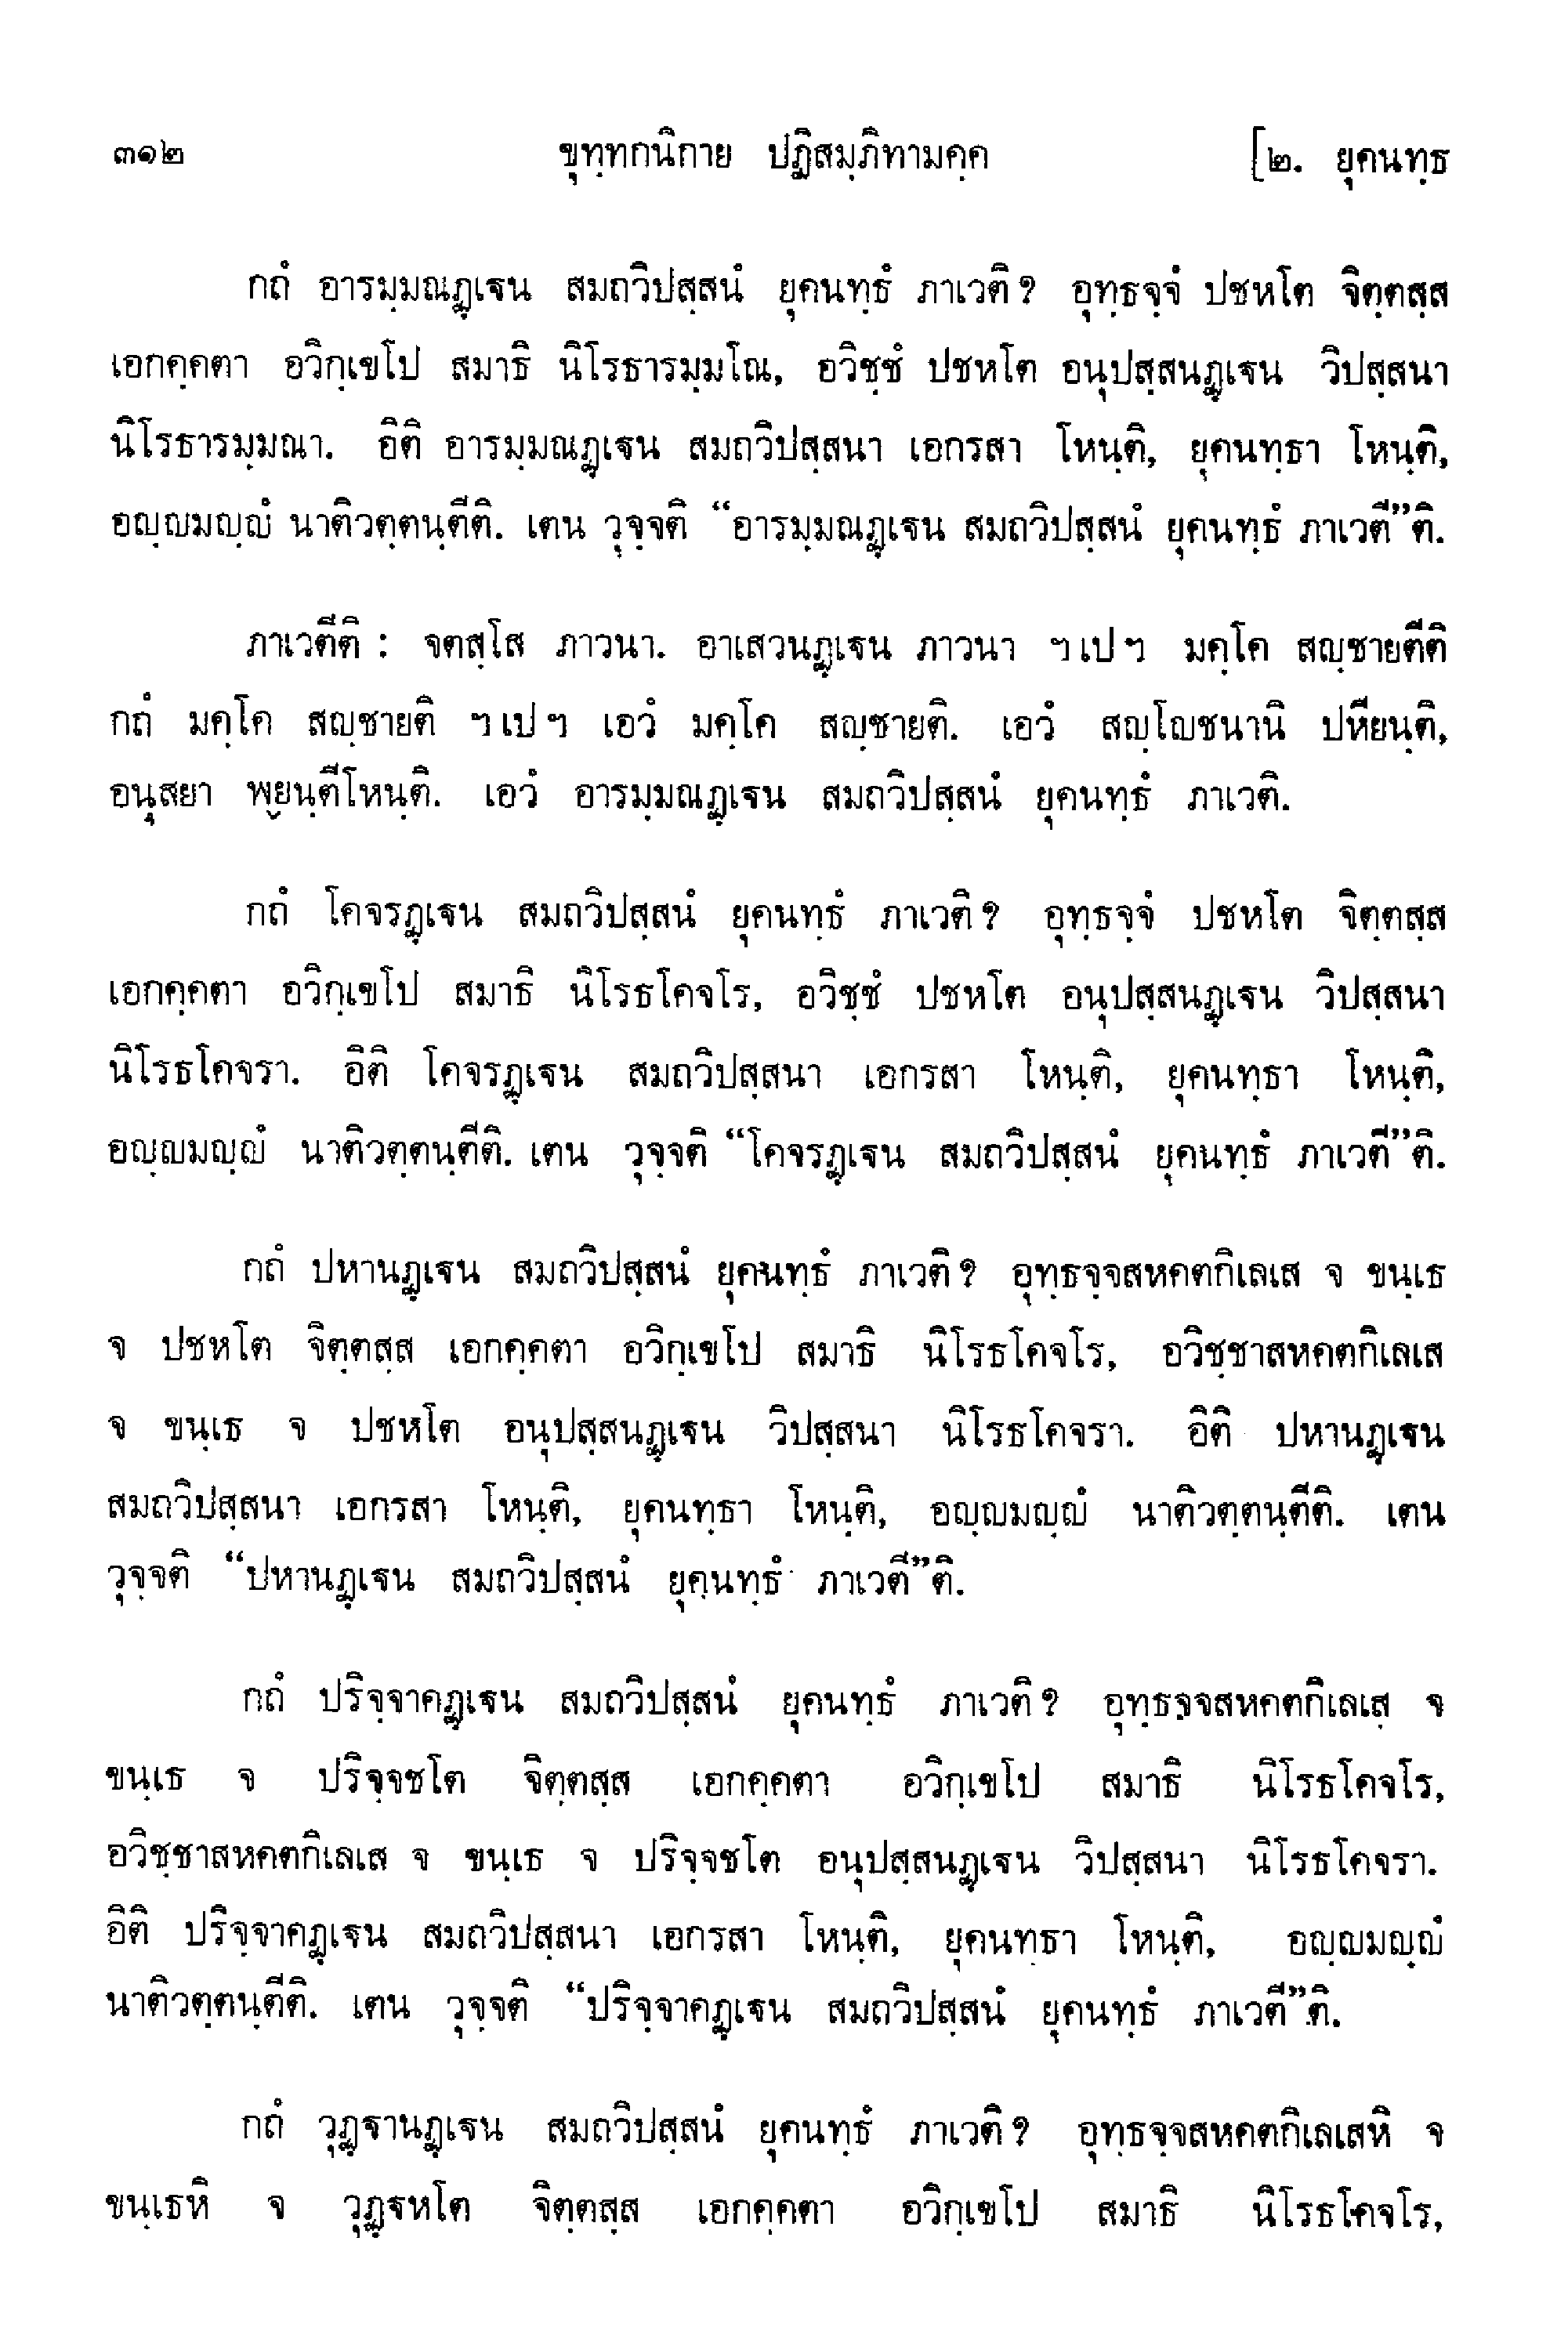 ๓๑๒ ขุทฺทกนิกาย ปฏิสมฺภิทามคฺค [๒. ยุคนทฺธ
กถํ อารมฺมณฏฺเฐน สมถวิปสฺสนํ ยุคนทฺธํ ภาเวติ? อุทฺธจฺจํ ปชหโต จิตฺตสฺส
เอกคฺคตา อวิกฺเขโป สมาธิ นิโรธารมฺมโณ, อวิชฺชํ ปชหโต อนุปสฺสนฏฺเฐน วิปสฺสนา
นิโรธารมฺมณา. อิติ อารมฺมณฏฺเฐน สมถวิปสฺสนา เอกรสา โหนฺติ, ยุคนทฺธา โหนฺติ,
อญฺญมญฺญํ นาติวตฺตนฺตีติ. เตน วุจฺจติ “อารมฺมณฏฺเฐน สมถวิปสฺสนํ ยุคนทฺธํ ภาเวตี”ติ.
ภาเวตีติ : จตสฺโส ภาวนา. อาเสวนฏฺเฐน ภาวนา ฯ เป ฯ มคฺโค สญฺชายตีติ
กถํ มคฺโค สญฺชายติ ฯ เป ฯ เอวํ มคฺโค สญฺชายติ. เอวํ สญฺโญชนานิ ปหียนฺติ,
อนุสยา พฺยนฺตีโหนฺติ. เอวํ อารมฺมณฏฺเฐน สมถวิปสฺสนํ ยุคนทฺธํ ภาเวติ.
กถํ โคจรฏฺเฐน สมถวิปสฺสนํ ยุคนทฺธํ ภาเวติ? อุทฺธจฺจํ ปชหโต จิตฺตสฺส
เอกคฺคตา อวิกฺเขโป สมาธิ นิโรธโคจโร, อวิชฺชํ ปชหโต อนุปสฺสนฏฺเฐน วิปสฺสนา
นิโรธโคจรา. อิติ โคจรฏฺเฐน สมถวิปสฺสนา เอกรสา โหนฺติ, ยุคนทฺธา โหนฺติ,
อญฺญมญฺญํ นาติวตฺตนฺตีติ. เตน วุจฺจติ “โคจรฏฺเฐน สมถวิปสฺสนํ ยุคนทฺธํ ภาเวตี”ติ.
กถํ ปหานฏฺเฐน สมถวิปสฺสนํ ยุคนทฺธํ ภาเวติ? อุทฺธจฺจสหคตกิเลเส จ ขนฺเธ
จ ปชหโต จิตฺตสฺส เอกคฺคตา อวิกฺเขโป สมาธิ นิโรธโคจโร, อวิชฺชาสหคตกิเลเส
จ ขนฺเธ จ ปชหโต อนุปสฺสนฏฺเฐน วิปสฺสนา นิโรธโคจรา. อิติ ปหานฏฺเฐน
สมถวิปสฺสนา เอกรสา โหนฺติ, ยุคนทฺธา โหนฺติ, อญฺญมญฺญํ นาติวตฺตนฺตีติ. เตน
วุจฺจติ “ปหานฏฺเฐน สมถวิปสฺสนํ ยุคฺนทฺธํ ภาเวตี”ติ.
กถํ ปริจฺจาคฏฺเฐน สมถวิปสฺสนํ ยุคนทฺธํ ภาเวติ? อุทฺธจฺจสหคตกิเลเสฺ จ
ขนฺเธ จ ปริจฺจชโต จิตฺตสฺส เอกคฺคตา อวิกฺเขโป สมาธิ นิโรธโคจโร,
อวิชฺชาสหคตกิเลเส จ ขนฺเธ จ ปริจฺจชโต อนุปสฺสนฏฺเฐน วิปสฺสนา นิโรธโคจรา.
อิติ ปริจฺจาคฏฺเฐน สมถวิปสฺสนา เอกรสา โหนฺติ, ยุคนทฺธา โหนฺติ, อญฺญมญฺญํ
นาติวตฺตนฺตีติ. เตน วุจฺจติ “ปริจฺจาคฏฺเฐน สมถวิปสฺสนํ ยุคนทฺธํ ภาเวตี”ติ.
กถํ วุฏฺฐานฏฺเฐน สมถวิปสฺสนํ ยุคนทฺธํ ภาเวติ? อุทฺธจฺจสหคตกิเลเสหิ จ
ขนฺเธหิ จ วุฏฺฐหโต จิตฺตสฺส เอกคฺคตา อวิกฺเขโป สมาธิ นิโรธโคจโร,